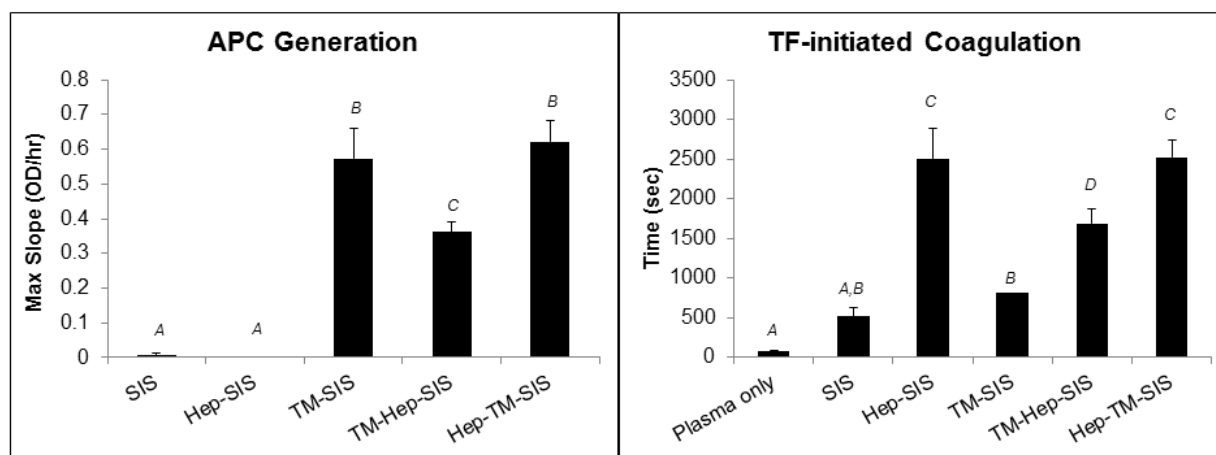 APC Generation
Max Slope (OD/hr)
0.8
0.7
0.6
0.5
0.4
0.3
0.2
0.1
0
A
A
B
C
B
SIS
Hep-SIS
TM-SIS
TM-Hep-SIS
Hep-TM-SIS
TF-initiated Coagulation
Time (sec)
3500
3000
2500
2000
1500
1000
500
0
A
A,B
C
B
D
C
Plasma only
SIS
Hep-SIS
TM-SIS
TM-Hep-SIS
Hep-TM-SIS